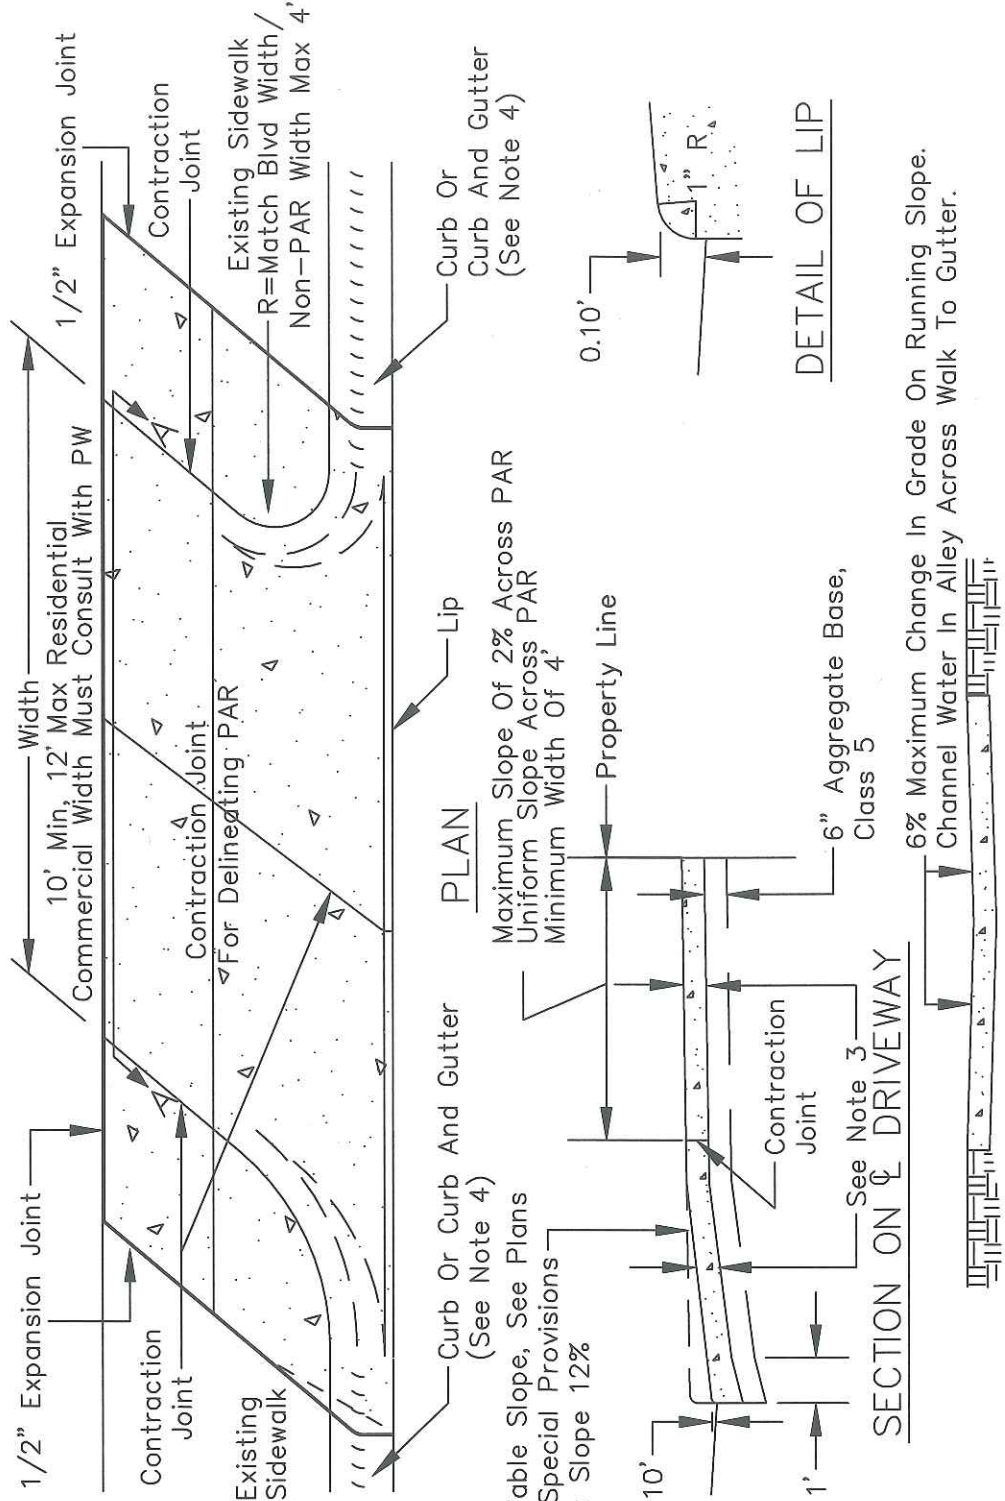 1/2" Expansion Joint
Width
10' Min, 12' Max Residential
Commercial Width Must Consult With PW
1/2" Expansion Joint
Contraction
Joint
A
A
Contraction
Joint
Existing
Sidewalk
Contraction Joint
For Delineating PAR
Existing Sidewalk
R=Match Blvd Width/
Non-PAR Width Max 4'
Curb Or Curb And Gutter
(See Note 4)
Lip
Curb Or
Curb And Gutter
(See Note 4)
PLAN
able Slope, See Plans
Special Provisions
Slope 12%
Maximum Slope Of 2% Across PAR
Uniform Slope Across PAR
Minimum Width Of 4'
Property Line
10'
1'
Contraction
Joint
See Note 3
6" Aggregate Base,
Class 5
SECTION ON ℄ DRIVEWAY
0.10'
1" R
DETAIL OF LIP
6% Maximum Change In Grade On Running Slope.
Channel Water In Alley Across Walk To Gutter.